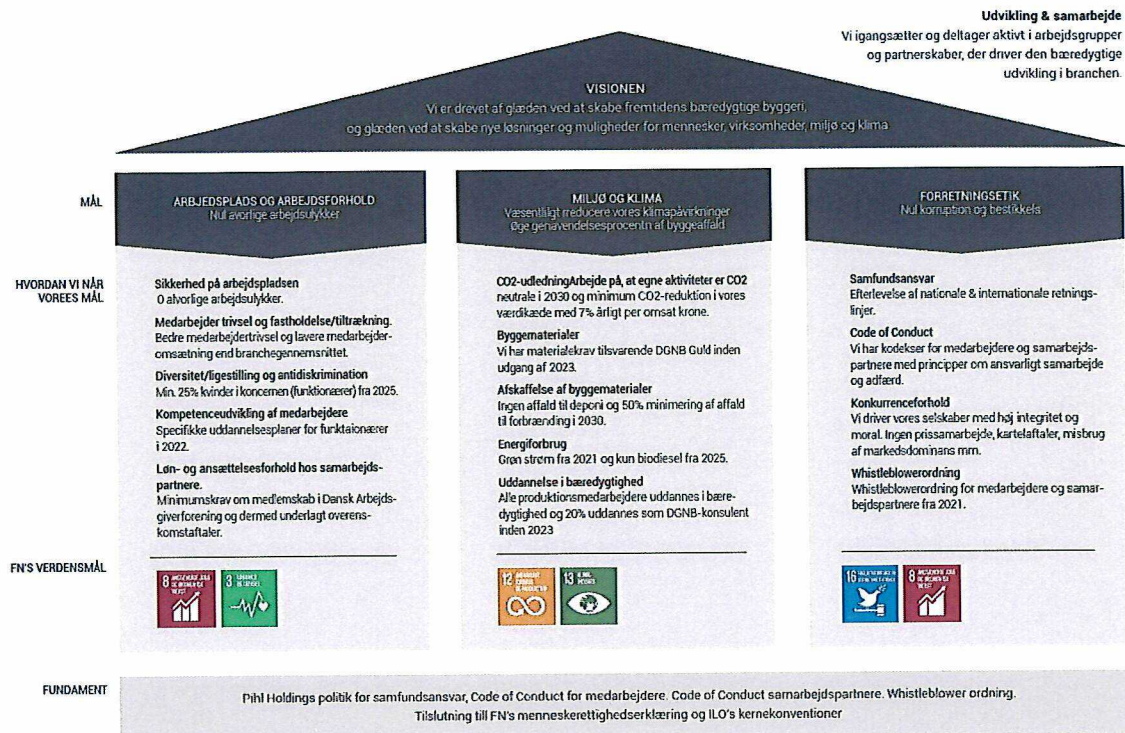 Udvikling & samarbejde
Vi igangsætter og deltager aktivt i arbejdsgrupper
og partnerskaber, der driver den bæredygtige
udvikling i branchen.
VISIONEN
Vi er drevet af glæden ved at skabe fremtidens bæredygtige byggeri,
og glæden ved at skabe nye løsninger og muligheder for mennesker, virksomheder, miljø og klima
MÅL
ARBJEDSPLADS OG ARBEJDSFORHOLD
Nul avorlige arbejdsulykker
MILJØ OG KLIMA
Væsentligt rreducere vores klimapåvirkninger
Øge genavendelsesprocentn af byggeaffald
FORRETNINGSETIK
Nul korruption og bestikkels
HVORDAN VI NÅR
VOREES MÅL
Sikkerhed på arbejdspladsen
0 alvorlige arbejdsulykker.
Medarbejder trivsel og fastholdelse/tiltrækning.
Bedre medarbejdertrivsel og lavere medarbejder-
omsætning end branchegennemsnittet.
Diversitet/ligestilling og antidiskrimination
Min. 25% kvinder i koncernen (funktionærer) fra 2025.
Kompetenceudvikling af medarbejdere
Specifikke uddannelsesplaner for funktaionærer
i 2022.
Løn- og ansættelsesforhold hos samarbejds-
partnere.
Minimumskrav om medlemskab i Dansk Arbejds-
giverforening og dermed underlagt overens-
komstaftaler.
CO2-udledningArbejde på, at egne aktiviteter er CO2
neutrale i 2030 og minimum CO2-reduktion i vores
værdikæde med 7% årligt per omsat krone.
Byggematerialer
Vi har materialekrav tilsvarende DGNB Guld inden
udgang af 2023.
Afskaffelse af byggematerialer
Ingen affald til deponi og 50% minimering af affald
til forbrænding i 2030.
Energiforbrug
Grøn strøm fra 2021 og kun biodiesel fra 2025.
Uddannelse i bæredygtighed
Alle produktionsmedarbejdere uddannes i bære-
dygtighed og 20% uddannes som DGNB-konsulent
inden 2023
Samfundsansvar
Efterlevelse af nationale & internationale retnings-
linjer.
Code of Conduct
Vi har kodekser for medarbejdere og samarbejds-
partnere med principper om ansvarligt samarbejde
og adfærd.
Konkurrenceforhold
Vi driver vores selskaber med høj integritet og
moral. Ingen prissamarbejde, kartelaftaler, misbrug
af markedsdominans mm.
Whistleblowerordning
Whistleblowerordning for medarbejdere og samar-
bejdspartnere fra 2021.
FN'S VERDENSMÅL
8
3
12
13
16
8
FUNDAMENT
Pihl Holdings politik for samfundsansvar, Code of Conduct for medarbejdere. Code of Conduct samarbejdspartnere. Whistleblower ordning.
Tilslutning till FN's menneskerettighedserklæring og ILO's kernekonventioner